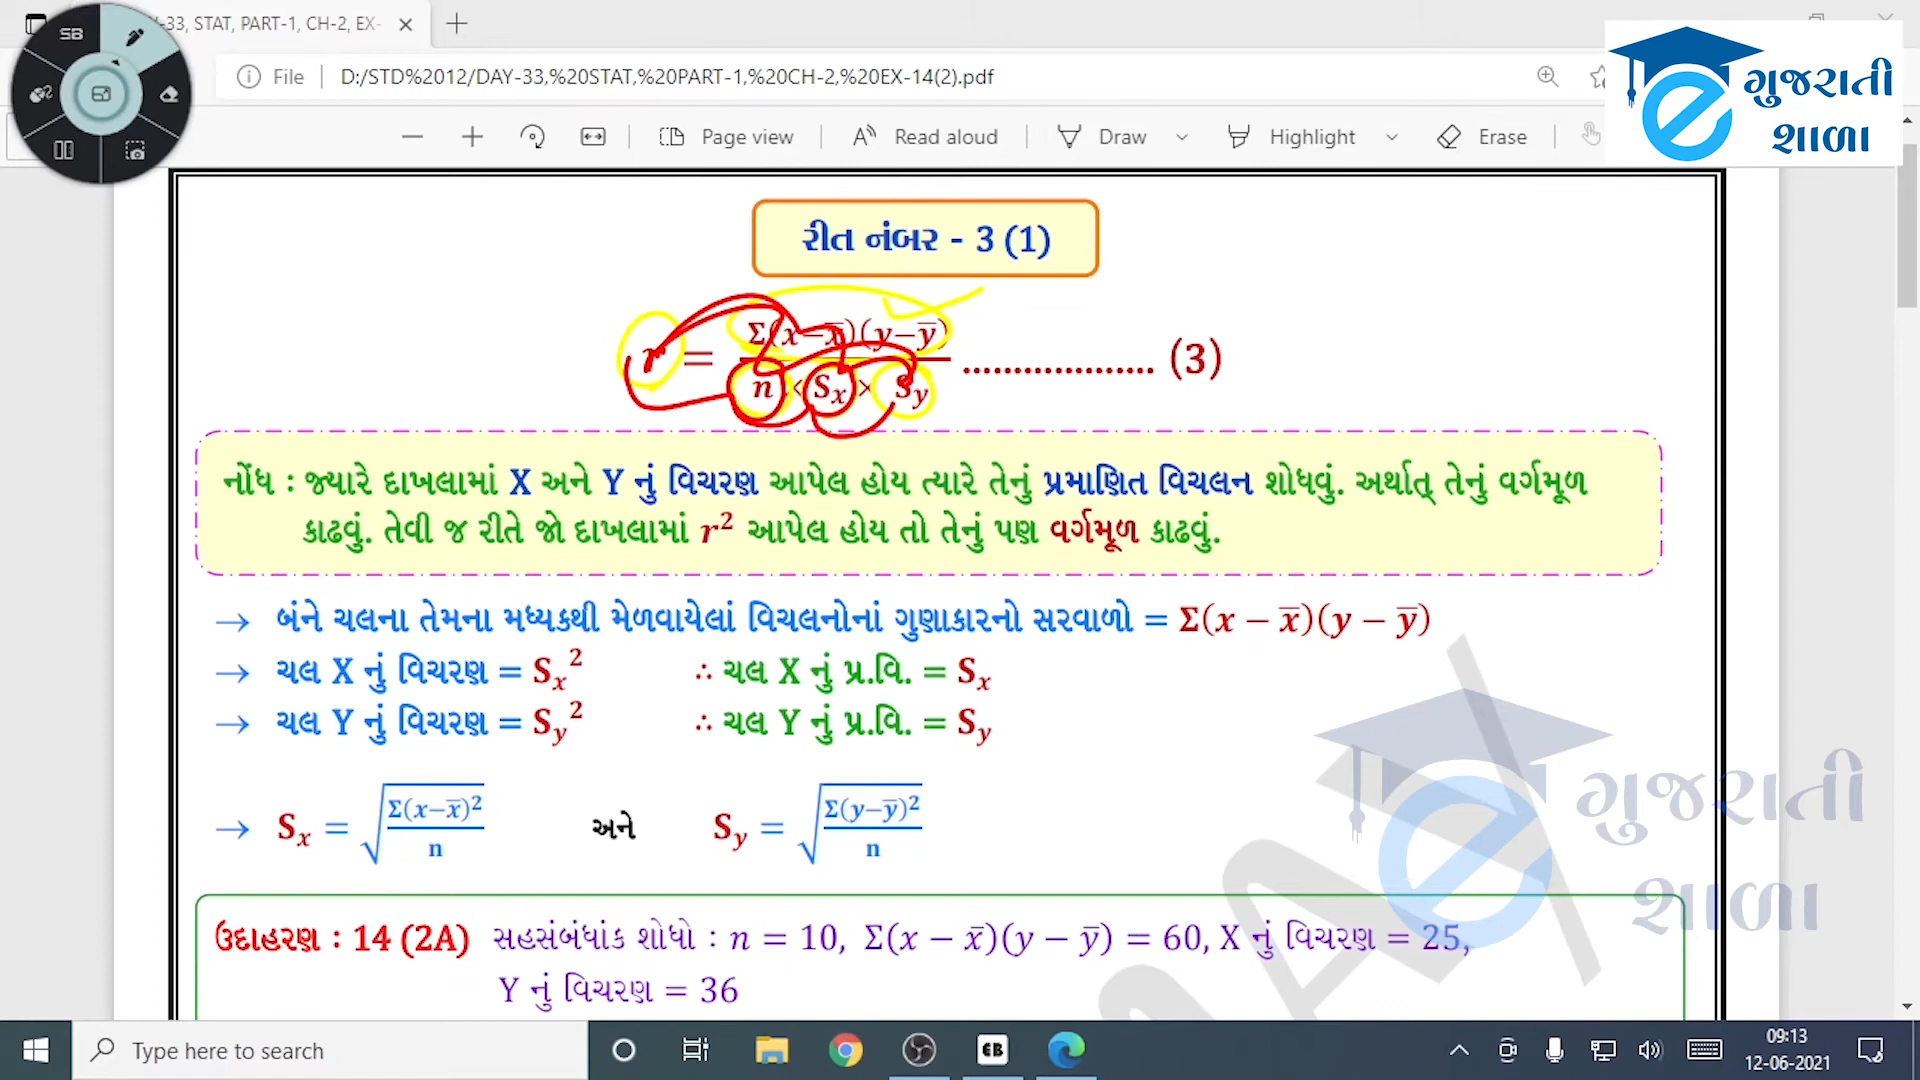 SB
-33, STAT, PART-1, CH-2, EX-
File
D:/STD%2012/DAY-33,%20STAT,%20PART-1,%20CH-2,%20EX-14(2).pdf
Page view
Read aloud
Draw
Highlight
Erase
ગુજરાતી
શાળા
રીત નંબર - 3 (1)
r = Σ(x−x̅)(y−y̅) / n × Sx × Sy ................... (3)
નોંધ : જ્યારે દાખલામાં X અને Y નું વિચરણ આપેલ હોય ત્યારે તેનું પ્રમાણિત વિચલન શોધવું. અર્થાત્ તેનું વર્ગમૂળ
કાઢવું. તેવી જ રીતે જો દાખલામાં r² આપેલ હોય તો તેનું પણ વર્ગમૂળ કાઢવું.
→ બંને ચલના તેમના મધ્યકથી મેળવાયેલાં વિચલનોનાં ગુણાકારનો સરવાળો = Σ(x − x̅)(y − y̅)
→ ચલ X નું વિચરણ = Sx² ∴ ચલ X નું પ્ર.વિ. = Sx
→ ચલ Y નું વિચરણ = Sy² ∴ ચલ Y નું પ્ર.વિ. = Sy
→ Sx = √(Σ(x−x̅)² / n) અને Sy = √(Σ(y−y̅)² / n)
ગુજરાતી
શાળા
ઉદાહરણ : 14 (2A) સહસંબંધાંક શોધો : n = 10, Σ(x − x̅)(y − y̅) = 60, X નું વિચરણ = 25,
Y નું વિચરણ = 36
Type here to search
09:13
12-06-2021